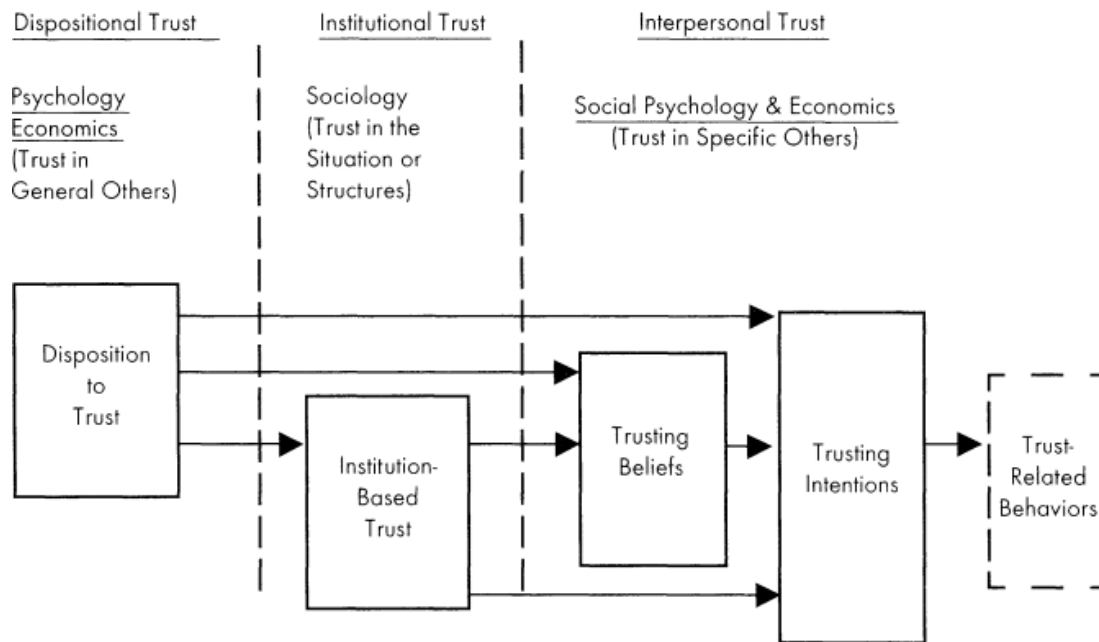 Dispositional Trust
Institutional Trust
Interpersonal Trust
Psychology
Economics
(Trust in
General Others)
Sociology
(Trust in the
Situation or
Structures)
Social Psychology & Economics
(Trust in Specific Others)
Disposition
to
Trust
Institution-
Based
Trust
Trusting
Beliefs
Trusting
Intentions
Trust-
Related
Behaviors